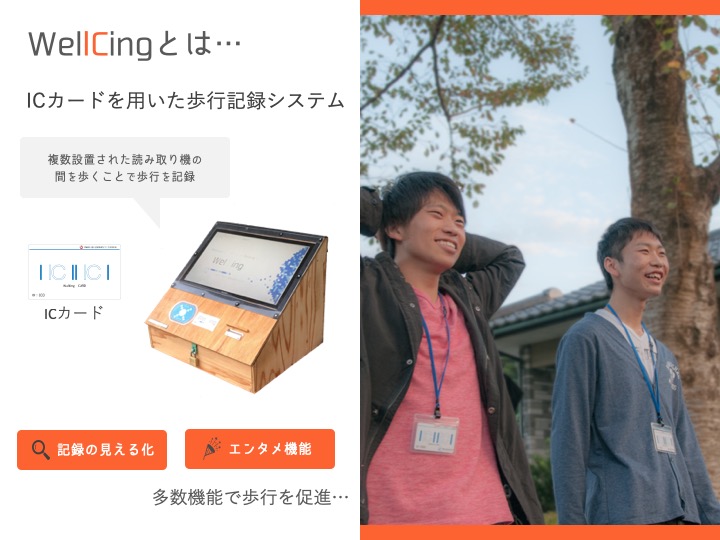 WellCingとは…
ICカードを用いた歩行記録システム
複数設置された読み取り機の
間を歩くことで歩行を記録
WellCing
ICカード
記録の見える化
エンタメ機能
多数機能で歩行を促進…